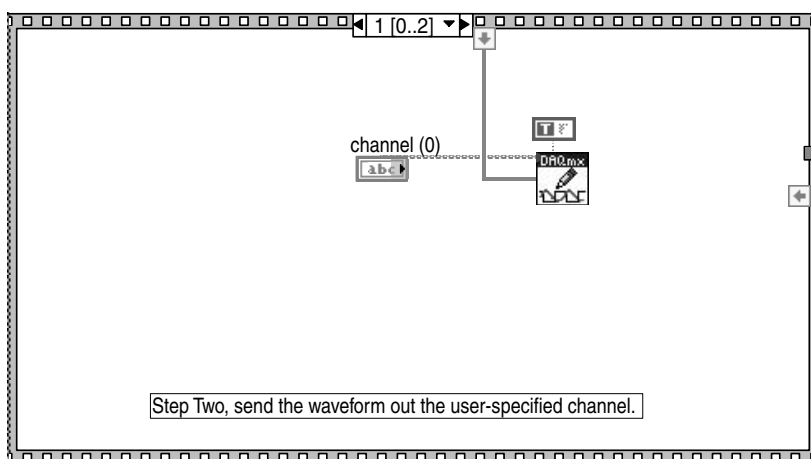 1 [0..2]
channel (0)
abc
T
DAQmx
Step Two, send the waveform out the user-specified channel.